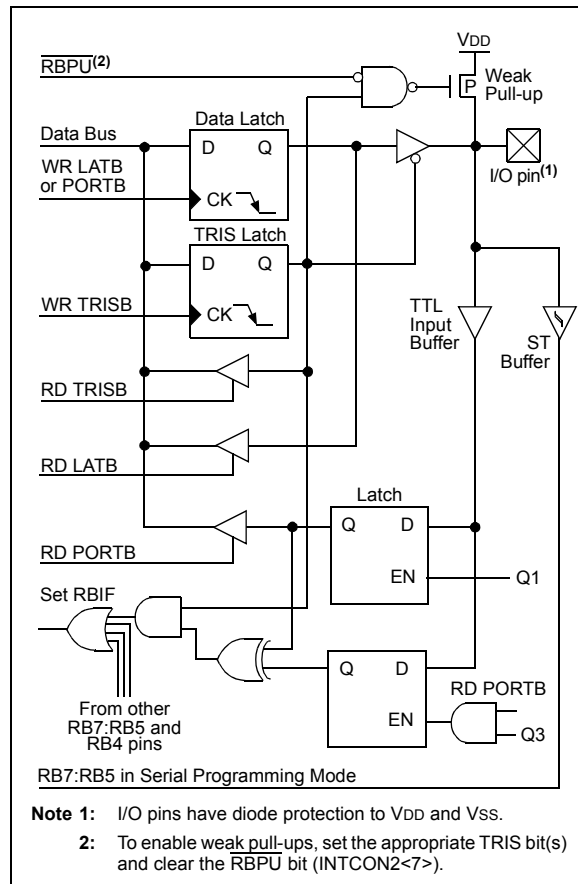 VDD
RBPU(2)
P
Weak
Pull-up
Data Bus
Data Latch
D Q
WR LATB
or PORTB
CK
I/O pin(1)
TRIS Latch
D Q
WR TRISB
CK
TTL
Input
Buffer
ST
Buffer
RD TRISB
RD LATB
Latch
Q D
RD PORTB
EN
Q1
Set RBIF
Q D
RD PORTB
EN
Q3
From other
RB7:RB5 and
RB4 pins
RB7:RB5 in Serial Programming Mode
Note 1: I/O pins have diode protection to VDD and VSS.
2: To enable weak pull-ups, set the appropriate TRIS bit(s)
and clear the RBPU bit (INTCON2<7>).